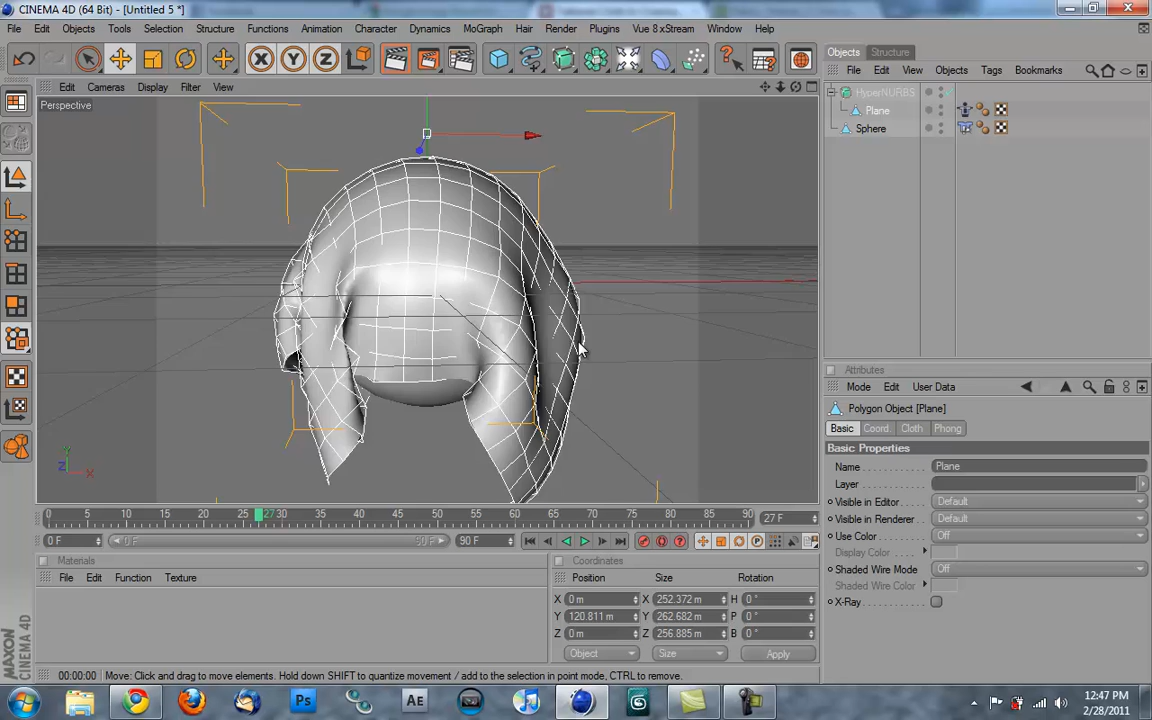 CINEMA 4D (64 Bit) - [Untitled 5 *]
File Edit Objects Tools Selection Structure Functions Animation Character Dynamics MoGraph Hair Render Plugins Vue 8 xStream Window Help
Objects Structure
File Edit View Objects Tags Bookmarks
Edit Cameras Display Filter View
Perspective
HyperNURBS
Plane
Sphere
Y
Z X
Attributes
Mode Edit User Data
Polygon Object [Plane]
Basic Coord. Cloth Phong
Basic Properties
Name Plane
Layer
Visible in Editor Default
Visible in Renderer Default
Use Color Off
Display Color
Shaded Wire Mode Off
Shaded Wire Color
X-Ray
0 5 10 15 20 25 27 30 35 40 45 50 55 60 65 70 75 80 85 90 27 F
0 F 0 F 90 F 90 F
Materials
File Edit Function Texture
Coordinates
Position Size Rotation
X 0 m X 252.372 m H 0 °
Y 120.811 m Y 262.682 m P 0 °
Z 0 m Z 256.885 m B 0 °
Object Size Apply
MAXON
CINEMA 4D
00:00:00 Move: Click and drag to move elements. Hold down SHIFT to quantize movement / add to the selection in point mode, CTRL to remove.
Ps AE
12:47 PM
2/28/2011